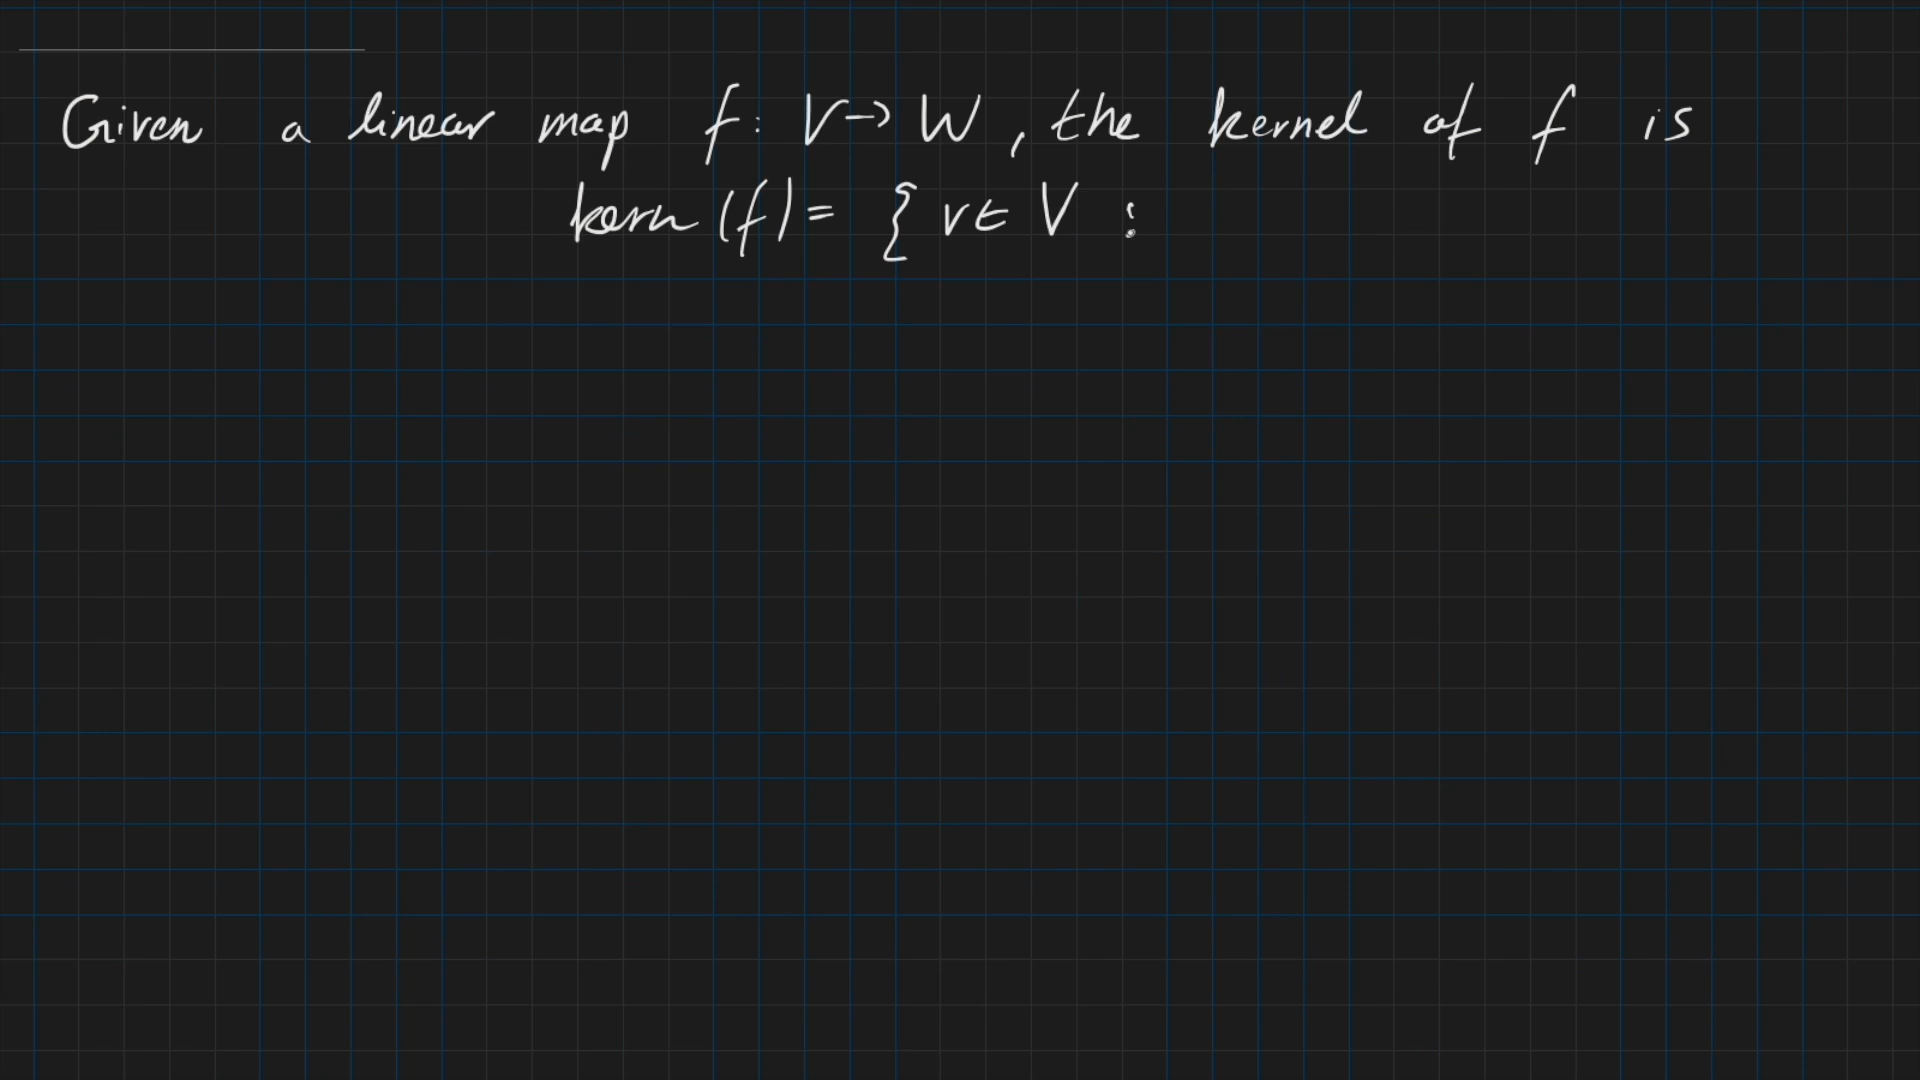 Given a linear map f: V→W, the kernel of f is
kern(f)= { v∈ V :